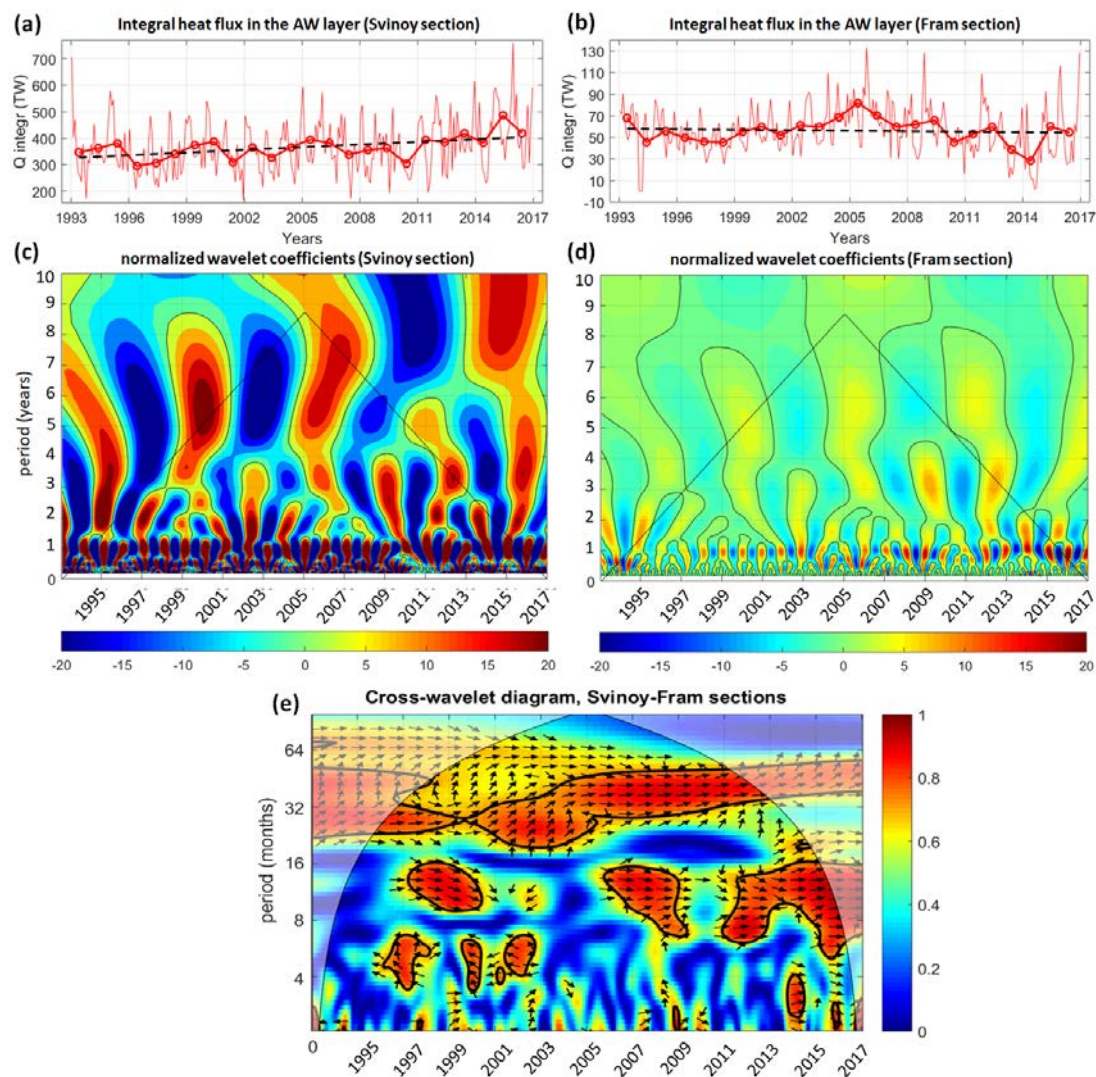 (a) Integral heat flux in the AW layer (Svinoy section)
Q integr (TW)
700
600
500
400
300
200
1993 1996 1999 2002 2005 2008 2011 2014 2017
Years
(b) Integral heat flux in the AW layer (Fram section)
Q integr (TW)
130
110
90
70
50
30
10
-10
1993 1996 1999 2002 2005 2008 2011 2014 2017
Years
(c) normalized wavelet coefficients (Svinoy section)
period (years)
10
9
8
7
6
5
4
3
2
1
0
1995 1997 1999 2001 2003 2005 2007 2009 2011 2013 2015 2017
-20 -15 -10 -5 0 5 10 15 20
(d) normalized wavelet coefficients (Fram section)
10
9
8
7
6
5
4
3
2
1
0
1995 1997 1999 2001 2003 2005 2007 2009 2011 2013 2015 2017
-20 -15 -10 -5 0 5 10 15 20
(e) Cross-wavelet diagram, Svinoy-Fram sections
period (months)
64
32
16
8
4
0 1995 1997 1999 2001 2003 2005 2007 2009 2011 2013 2015 2017
1
0.8
0.6
0.4
0.2
0